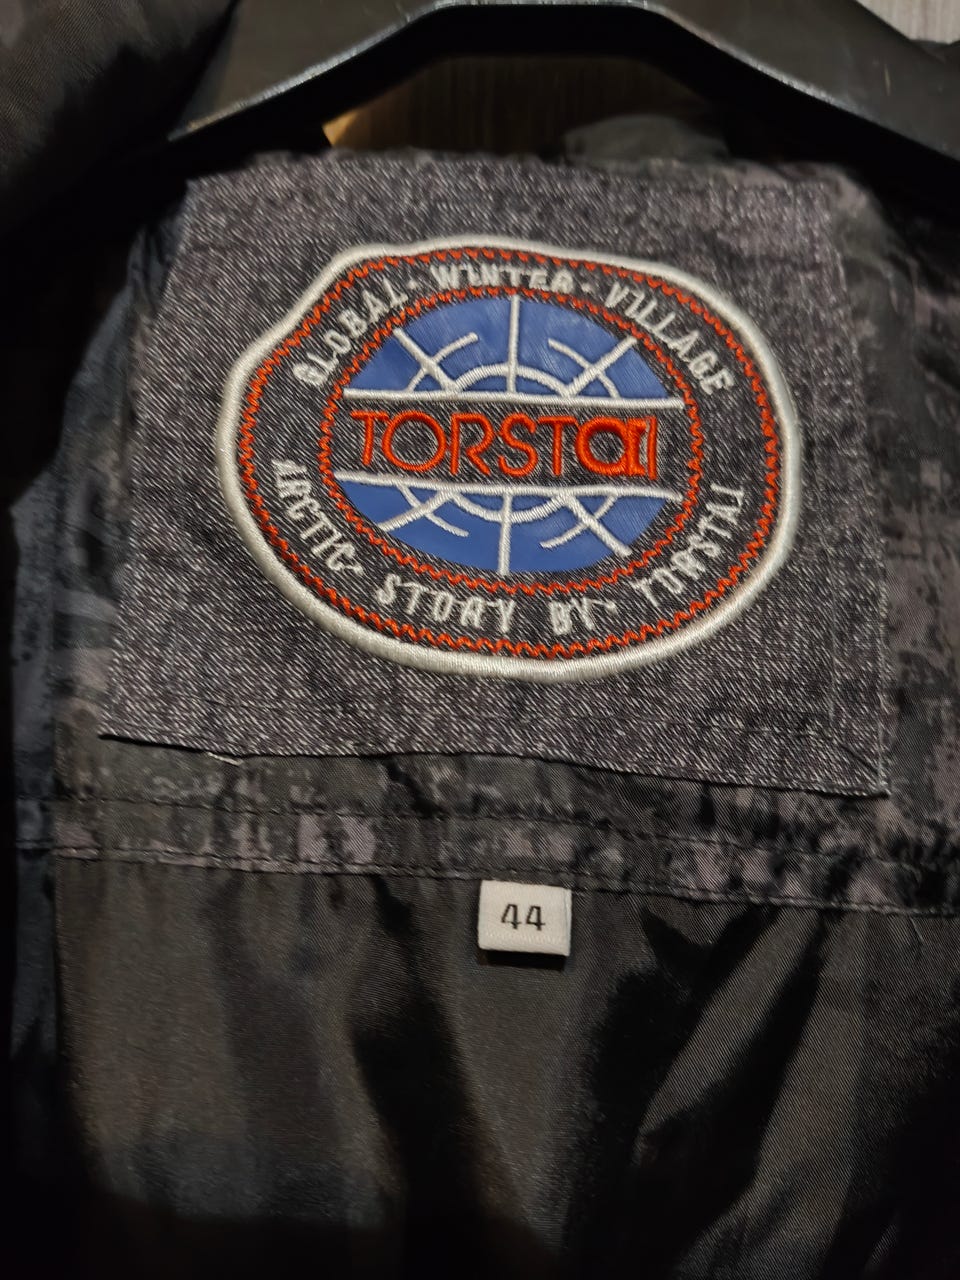 GLOBAL · WINTER · VILLAGE
TORSTAI
ARCTIC · STORY BY · TORSTAI
44